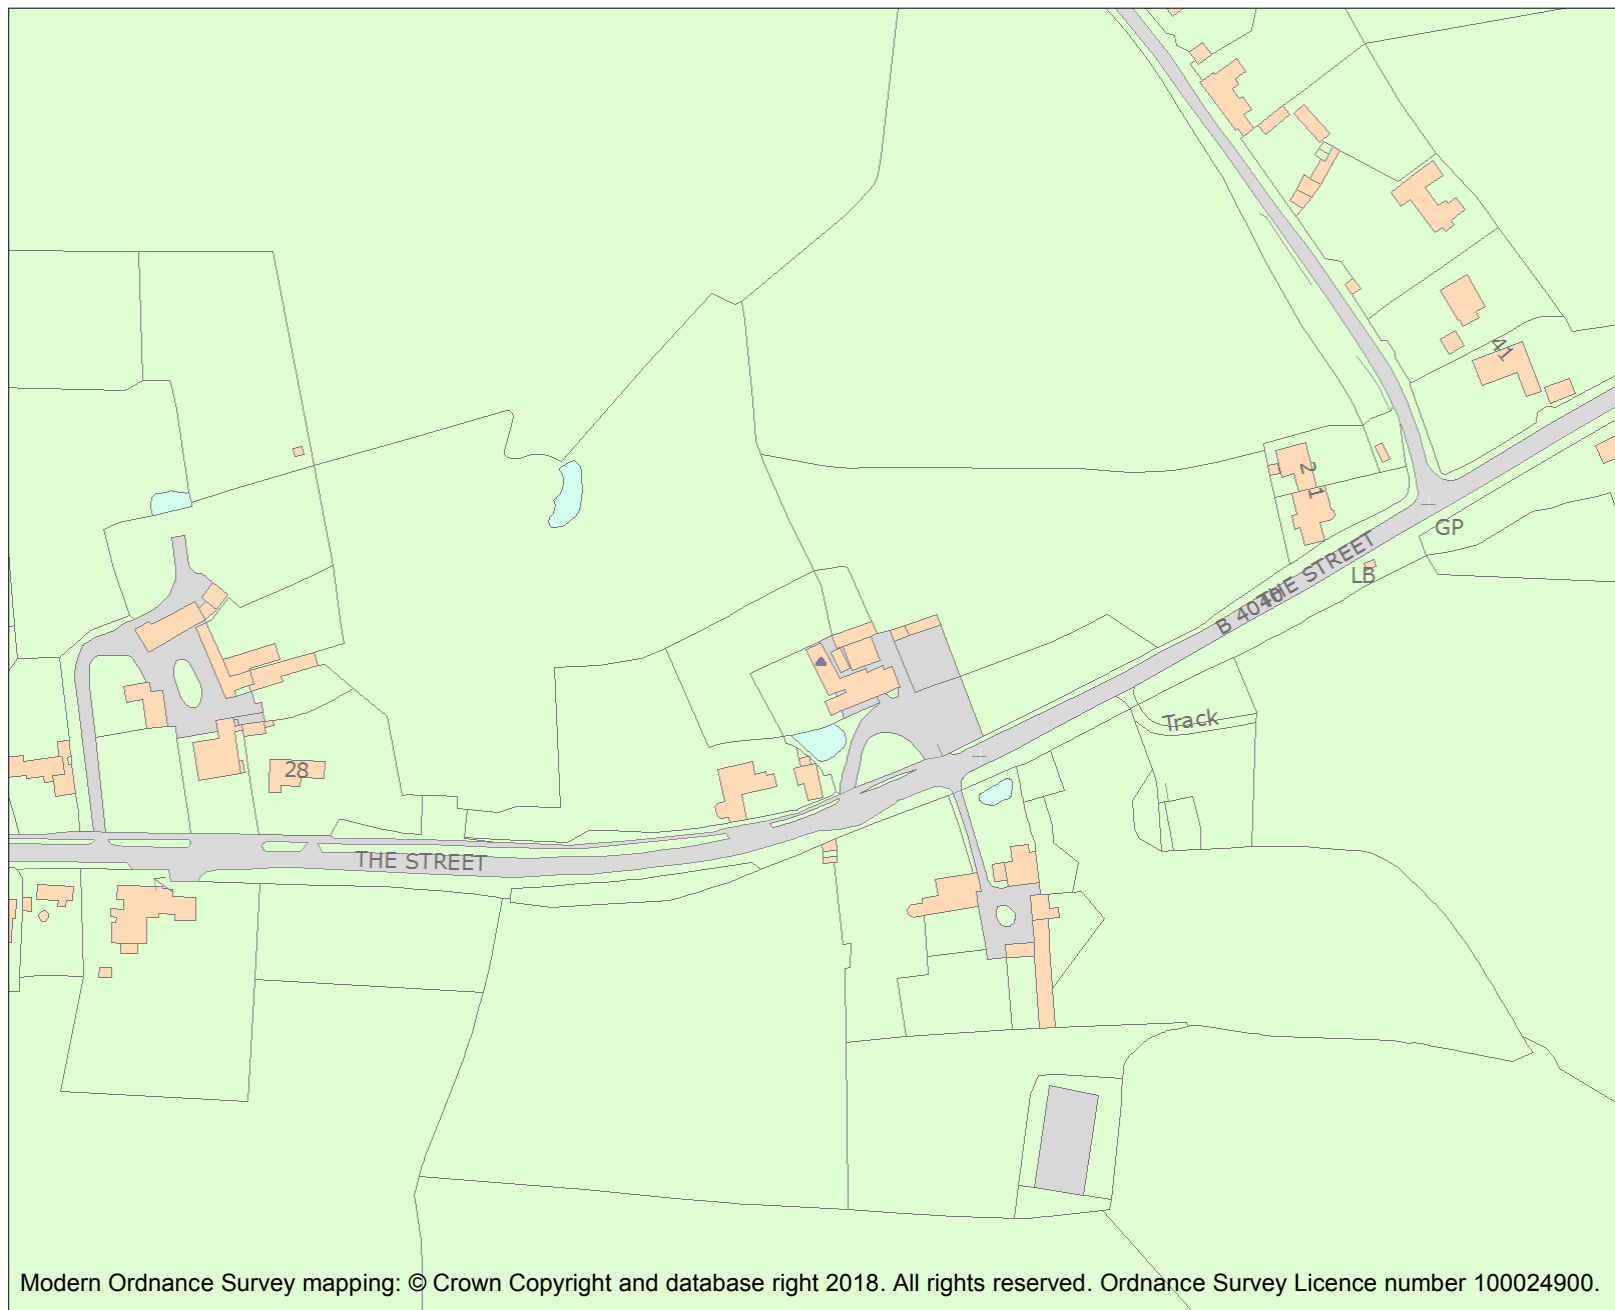 41
2
1
GP
THE STREET
LB
B 4040
Track
28
THE STREET
Modern Ordnance Survey mapping: © Crown Copyright and database right 2018. All rights reserved. Ordnance Survey Licence number 100024900.